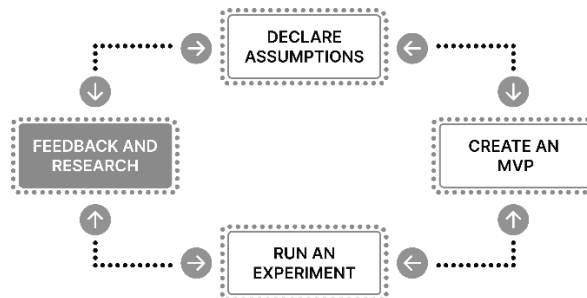 DECLARE
ASSUMPTIONS
FEEDBACK AND
RESEARCH
CREATE AN
MVP
RUN AN
EXPERIMENT